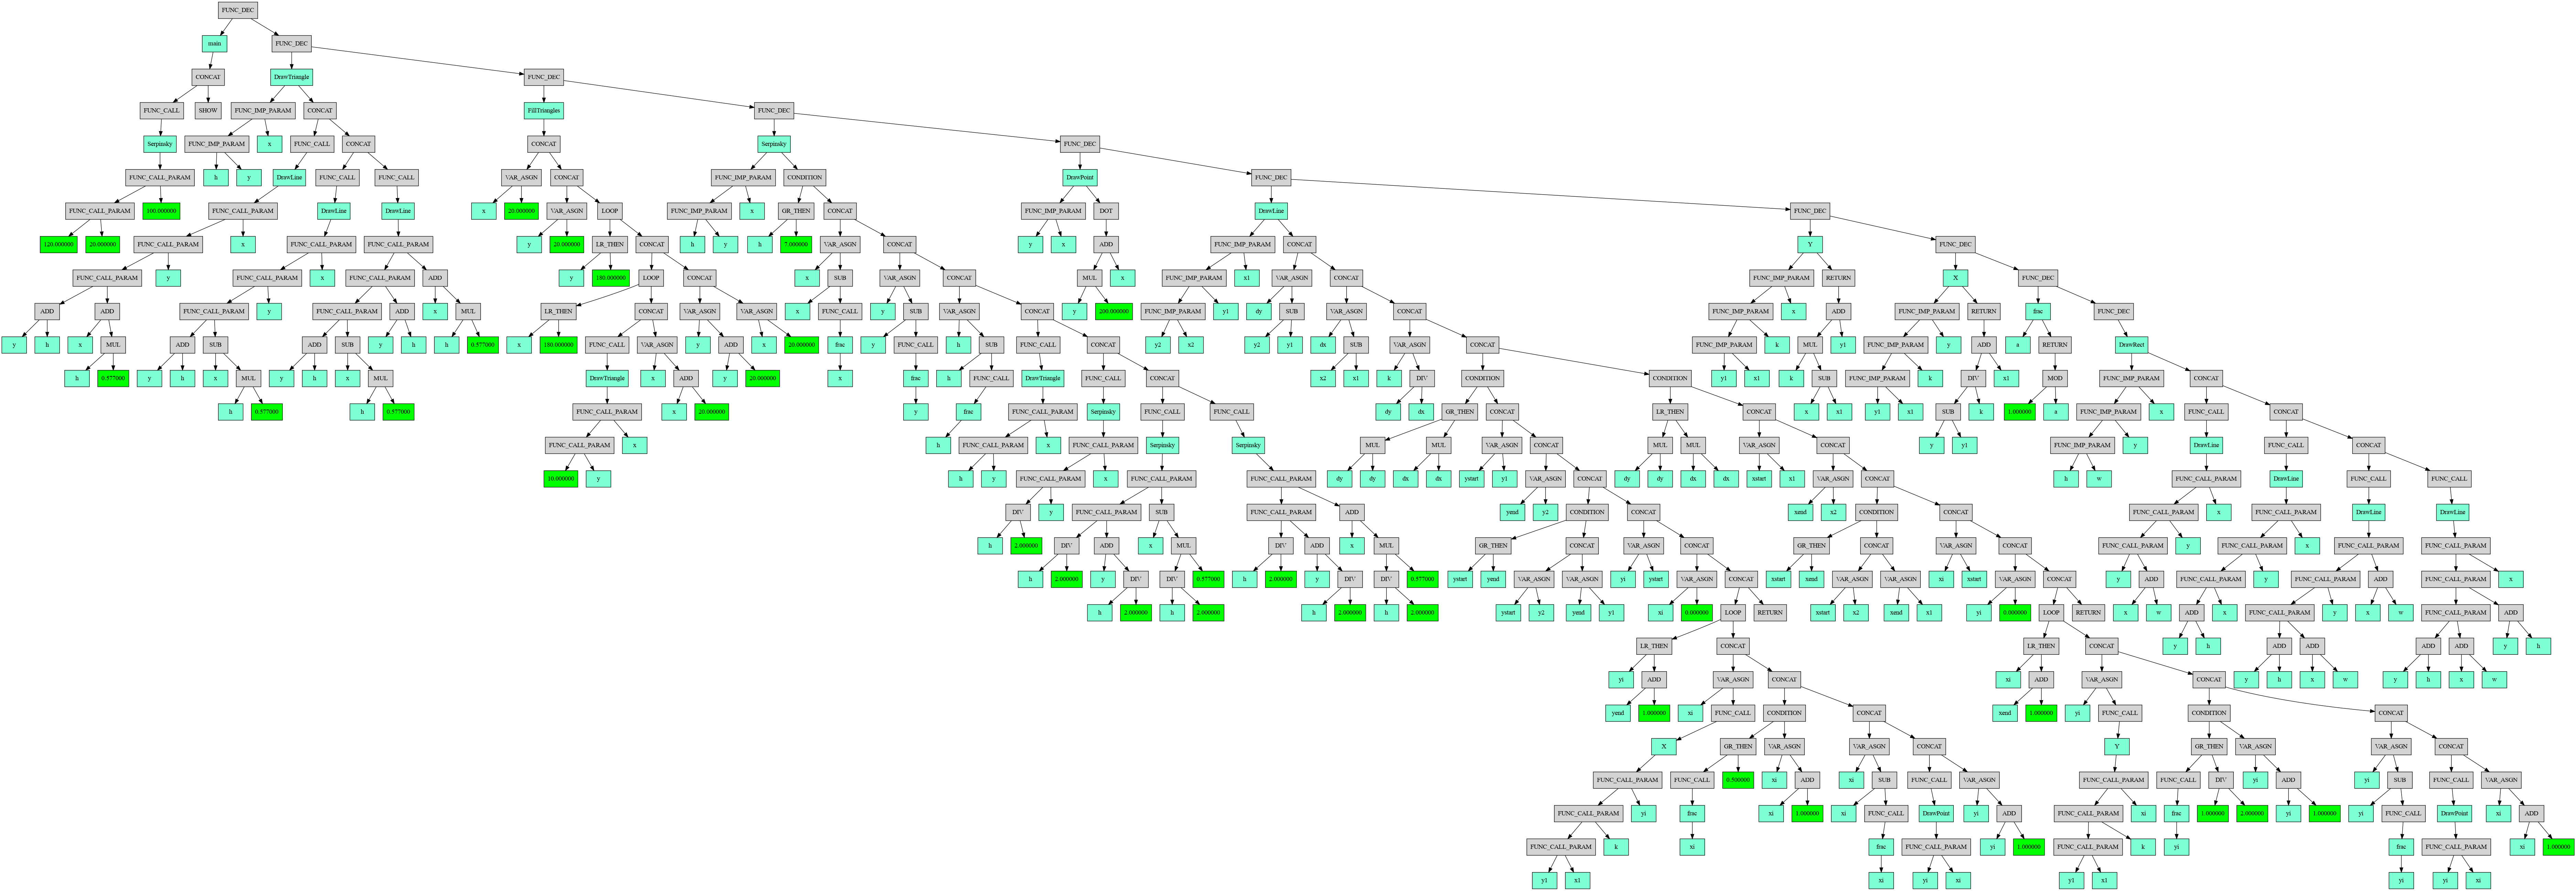 FUNC_DEC
main FUNC_DEC
CONCAT DrawTriangle FUNC_DEC
FUNC_CALL SHOW FUNC_IMP_PARAM CONCAT FillTriangles FUNC_DEC
Serpinsky FUNC_IMP_PARAM x FUNC_CALL CONCAT CONCAT Serpinsky FUNC_DEC
FUNC_CALL_PARAM h y DrawLine FUNC_CALL FUNC_CALL VAR_ASGN CONCAT FUNC_IMP_PARAM CONDITION DrawPoint FUNC_DEC
FUNC_CALL_PARAM 100.000000 FUNC_CALL_PARAM DrawLine DrawLine x 20.000000 VAR_ASGN LOOP FUNC_IMP_PARAM x GR_THEN CONCAT FUNC_IMP_PARAM DOT DrawLine FUNC_DEC
120.000000 20.000000 FUNC_CALL_PARAM x FUNC_CALL_PARAM FUNC_CALL_PARAM y 20.000000 LR_THEN CONCAT h y h 7.000000 VAR_ASGN CONCAT y x ADD FUNC_IMP_PARAM CONCAT Y FUNC_DEC
FUNC_CALL_PARAM y FUNC_CALL_PARAM x FUNC_CALL_PARAM ADD y 180.000000 LOOP CONCAT x SUB VAR_ASGN CONCAT MUL x FUNC_IMP_PARAM x1 VAR_ASGN CONCAT FUNC_IMP_PARAM RETURN X FUNC_DEC
ADD ADD FUNC_CALL_PARAM y FUNC_CALL_PARAM ADD x MUL LR_THEN CONCAT VAR_ASGN VAR_ASGN x FUNC_CALL y SUB VAR_ASGN CONCAT y 200.000000 FUNC_IMP_PARAM y1 dy SUB VAR_ASGN CONCAT FUNC_IMP_PARAM x ADD FUNC_IMP_PARAM RETURN frac FUNC_DEC
y h x MUL ADD SUB ADD SUB y h h 0.577000 x 180.000000 FUNC_CALL VAR_ASGN y ADD x 20.000000 frac y FUNC_CALL h SUB FUNC_CALL CONCAT y2 x2 y2 y1 dx SUB VAR_ASGN CONCAT FUNC_IMP_PARAM k MUL y1 FUNC_IMP_PARAM y ADD a RETURN DrawRect
h 0.577000 y h x MUL y h x MUL DrawTriangle x ADD y 20.000000 x frac h FUNC_CALL DrawTriangle FUNC_CALL CONCAT x2 x1 k DIV CONDITION CONDITION y1 x1 k SUB FUNC_IMP_PARAM k DIV x1 MOD FUNC_IMP_PARAM CONCAT
h 0.577000 h 0.577000 FUNC_CALL_PARAM x 20.000000 y frac FUNC_CALL_PARAM Serpinsky FUNC_CALL FUNC_CALL dy dx GR_THEN CONCAT LR_THEN CONCAT x x1 y1 x1 SUB k 1.000000 a FUNC_IMP_PARAM x FUNC_CALL CONCAT
FUNC_CALL_PARAM x h FUNC_CALL_PARAM x FUNC_CALL_PARAM Serpinsky Serpinsky MUL MUL VAR_ASGN CONCAT MUL MUL VAR_ASGN CONCAT y y1 FUNC_IMP_PARAM y DrawLine FUNC_CALL CONCAT
10.000000 y h y FUNC_CALL_PARAM x FUNC_CALL_PARAM FUNC_CALL_PARAM dy dy dx dx ystart y1 VAR_ASGN CONCAT dy dy dx dx xstart x1 VAR_ASGN CONCAT h w FUNC_CALL_PARAM DrawLine FUNC_CALL FUNC_CALL
DIV y FUNC_CALL_PARAM SUB FUNC_CALL_PARAM ADD yend y2 CONDITION CONCAT xend x2 CONDITION CONCAT FUNC_CALL_PARAM x FUNC_CALL_PARAM DrawLine DrawLine
h 2.000000 DIV ADD x MUL DIV ADD x MUL GR_THEN CONCAT VAR_ASGN CONCAT GR_THEN CONCAT VAR_ASGN CONCAT FUNC_CALL_PARAM y FUNC_CALL_PARAM x FUNC_CALL_PARAM FUNC_CALL_PARAM
h 2.000000 y DIV DIV 0.577000 h 2.000000 y DIV DIV 0.577000 ystart yend VAR_ASGN VAR_ASGN yi ystart VAR_ASGN CONCAT xstart xend VAR_ASGN VAR_ASGN xi xstart VAR_ASGN CONCAT y ADD FUNC_CALL_PARAM y FUNC_CALL_PARAM ADD FUNC_CALL_PARAM x
h 2.000000 h 2.000000 h 2.000000 h 2.000000 ystart y2 yend y1 xi 0.000000 LOOP RETURN xstart x2 xend x1 yi 0.000000 LOOP RETURN x w ADD x FUNC_CALL_PARAM y x w FUNC_CALL_PARAM ADD
LR_THEN CONCAT LR_THEN CONCAT y h ADD ADD ADD ADD y h
yi ADD VAR_ASGN CONCAT xi ADD VAR_ASGN CONCAT y h x w y h x w
yend 1.000000 xi FUNC_CALL CONDITION CONCAT xend 1.000000 yi FUNC_CALL CONDITION CONCAT
X GR_THEN VAR_ASGN VAR_ASGN CONCAT Y GR_THEN VAR_ASGN VAR_ASGN CONCAT
FUNC_CALL_PARAM FUNC_CALL 0.500000 xi ADD xi SUB FUNC_CALL VAR_ASGN FUNC_CALL_PARAM FUNC_CALL DIV yi ADD yi SUB FUNC_CALL VAR_ASGN
FUNC_CALL_PARAM yi frac xi 1.000000 xi FUNC_CALL DrawPoint yi ADD FUNC_CALL_PARAM xi frac 1.000000 2.000000 yi 1.000000 yi FUNC_CALL DrawPoint xi ADD
FUNC_CALL_PARAM k xi frac FUNC_CALL_PARAM yi 1.000000 FUNC_CALL_PARAM k yi frac FUNC_CALL_PARAM xi 1.000000
y1 x1 xi yi xi y1 x1 yi yi xi